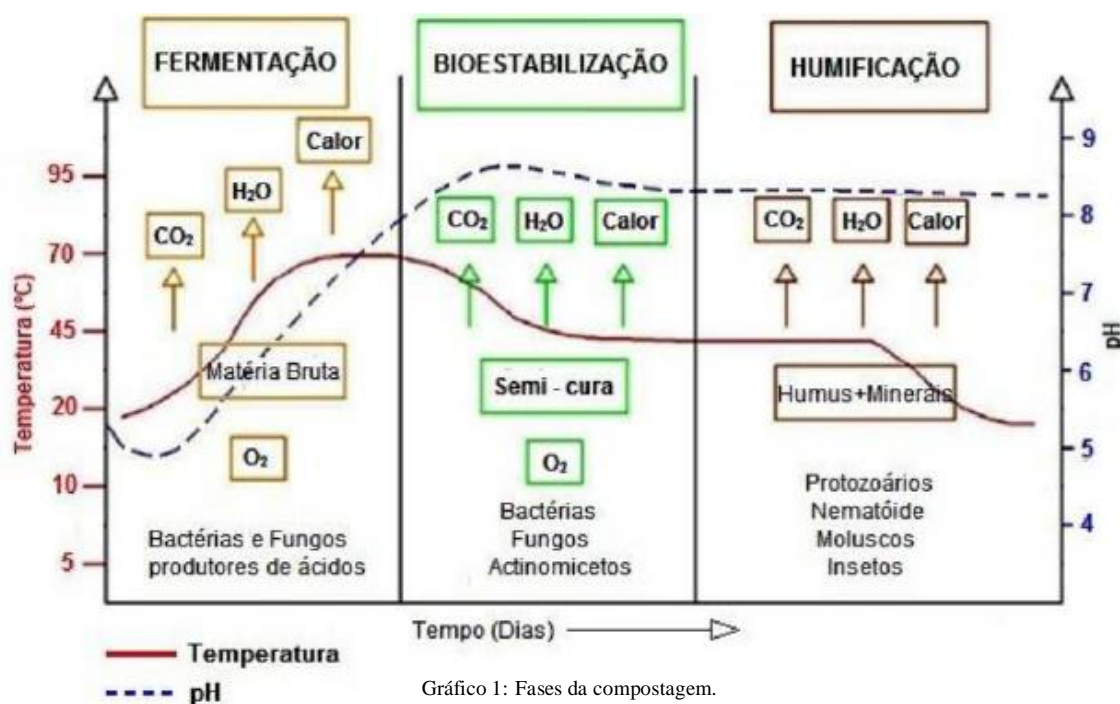 FERMENTAÇÃO
BIOESTABILIZAÇÃO
HUMIFICAÇÃO
Temperatura (ºC)
95
70
45
20
10
5
CO₂
H₂O
Calor
Matéria Bruta
O₂
Bactérias e Fungos
produtores de ácidos
CO₂
H₂O
Calor
Semi - cura
O₂
Bactérias
Fungos
Actinomicetos
CO₂
H₂O
Calor
Humus+Minerais
Protozoários
Nematóide
Moluscos
Insetos
9
8
7
6
5
4
pH
Tempo (Dias)
Temperatura
pH
Gráfico 1: Fases da compostagem.